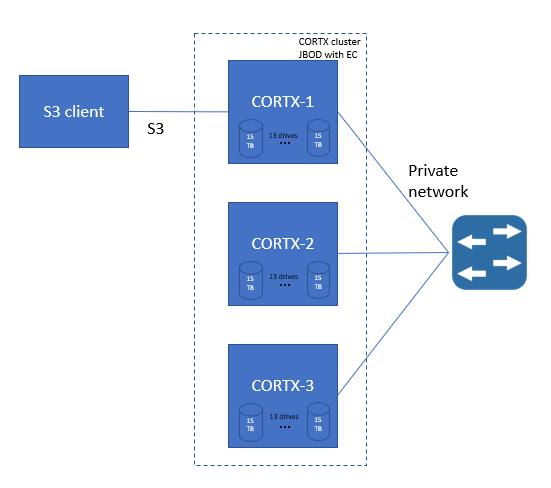 CORTX cluster
JBOD with EC
S3 client
S3
CORTX-1
15
TB
13 drives
...
15
TB
Private
network
CORTX-2
15
TB
13 drives
...
15
TB
CORTX-3
15
TB
13 drives
...
15
TB